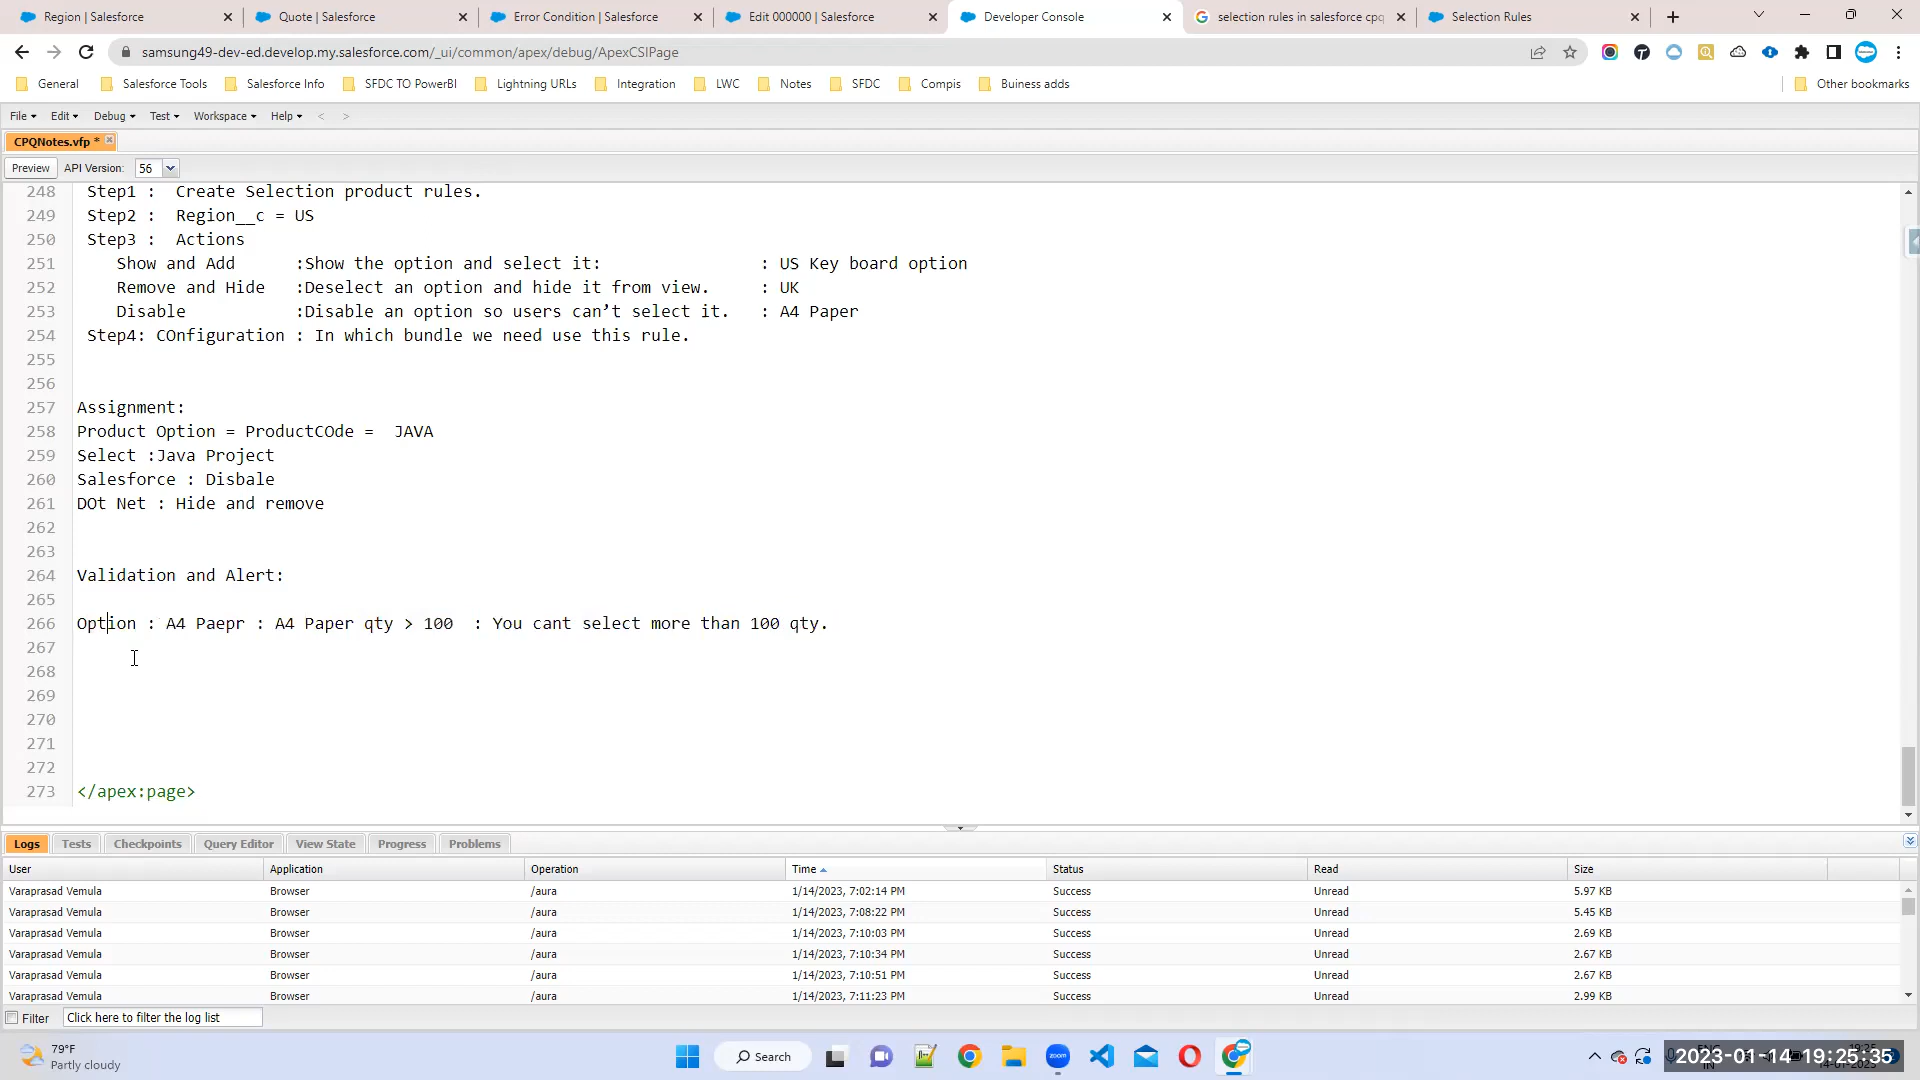 Region | Salesforce
Quote | Salesforce
Error Condition | Salesforce
Edit 000000 | Salesforce
Developer Console
selection rules in salesforce cpq
Selection Rules
samsung49-dev-ed.develop.my.salesforce.com/_ui/common/apex/debug/ApexCSIPage
General Salesforce Tools Salesforce Info SFDC TO PowerBI Lightning URLs Integration LWC Notes SFDC Compis Buiness adds Other bookmarks
File Edit Debug Test Workspace Help < >
CPQNotes.vfp *
Preview API Version: 56
248 Step1 : Create Selection product rules.
249 Step2 : Region__c = US
250 Step3 : Actions
251 Show and Add :Show the option and select it: : US Key board option
252 Remove and Hide :Deselect an option and hide it from view. : UK
253 Disable :Disable an option so users can’t select it. : A4 Paper
254 Step4: COnfiguration : In which bundle we need use this rule.
255
256
257 Assignment:
258 Product Option = ProductCOde = JAVA
259 Select :Java Project
260 Salesforce : Disbale
261 DOt Net : Hide and remove
262
263
264 Validation and Alert:
265
266 Option : A4 Paepr : A4 Paper qty > 100 : You cant select more than 100 qty.
267
268
269
270
271
272
273 </apex:page>
Logs Tests Checkpoints Query Editor View State Progress Problems
User Application Operation Time Status Read Size
Varaprasad Vemula Browser /aura 1/14/2023, 7:02:14 PM Success Unread 5.97 KB
Varaprasad Vemula Browser /aura 1/14/2023, 7:08:22 PM Success Unread 5.45 KB
Varaprasad Vemula Browser /aura 1/14/2023, 7:10:03 PM Success Unread 2.69 KB
Varaprasad Vemula Browser /aura 1/14/2023, 7:10:34 PM Success Unread 2.67 KB
Varaprasad Vemula Browser /aura 1/14/2023, 7:10:51 PM Success Unread 2.67 KB
Varaprasad Vemula Browser /aura 1/14/2023, 7:11:23 PM Success Unread 2.99 KB
Filter Click here to filter the log list
79°F
Partly cloudy
Search
zoom
2023-01-14-19:25:35